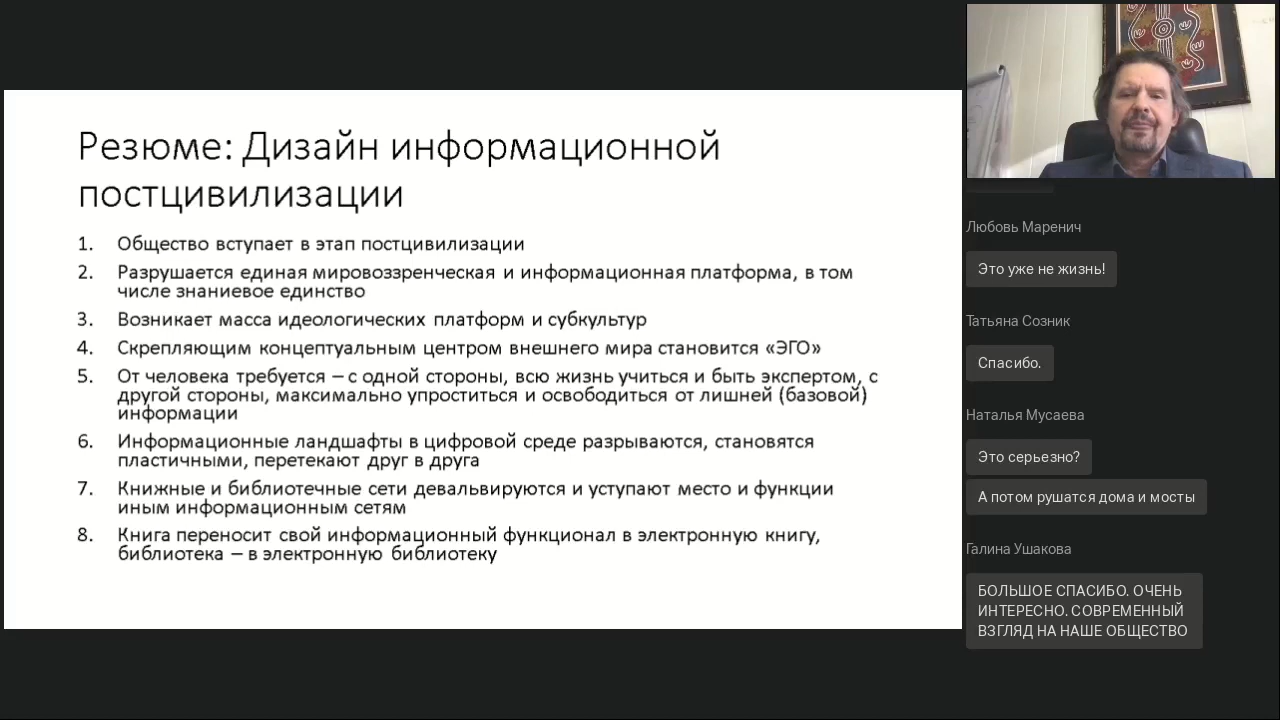 Резюме: Дизайн информационной
постцивилизации
1. Общество вступает в этап постцивилизации
2. Разрушается единая мировоззренческая и информационная платформа, в том
числе знаниевое единство
3. Возникает масса идеологических платформ и субкультур
4. Скрепляющим концептуальным центром внешнего мира становится «ЭГО»
5. От человека требуется – с одной стороны, всю жизнь учиться и быть экспертом, с
другой стороны, максимально упроститься и освободиться от лишней (базовой)
информации
6. Информационные ландшафты в цифровой среде разрываются, становятся
пластичными, перетекают друг в друга
7. Книжные и библиотечные сети девальвируются и уступают место и функции
иным информационным сетям
8. Книга переносит свой информационный функционал в электронную книгу,
библиотека – в электронную библиотеку
Любовь Маренич
Это уже не жизнь!
Татьяна Созник
Спасибо.
Наталья Мусаева
Это серьезно?
А потом рушатся дома и мосты
Галина Ушакова
БОЛЬШОЕ СПАСИБО. ОЧЕНЬ
ИНТЕРЕСНО. СОВРЕМЕННЫЙ
ВЗГЛЯД НА НАШЕ ОБЩЕСТВО